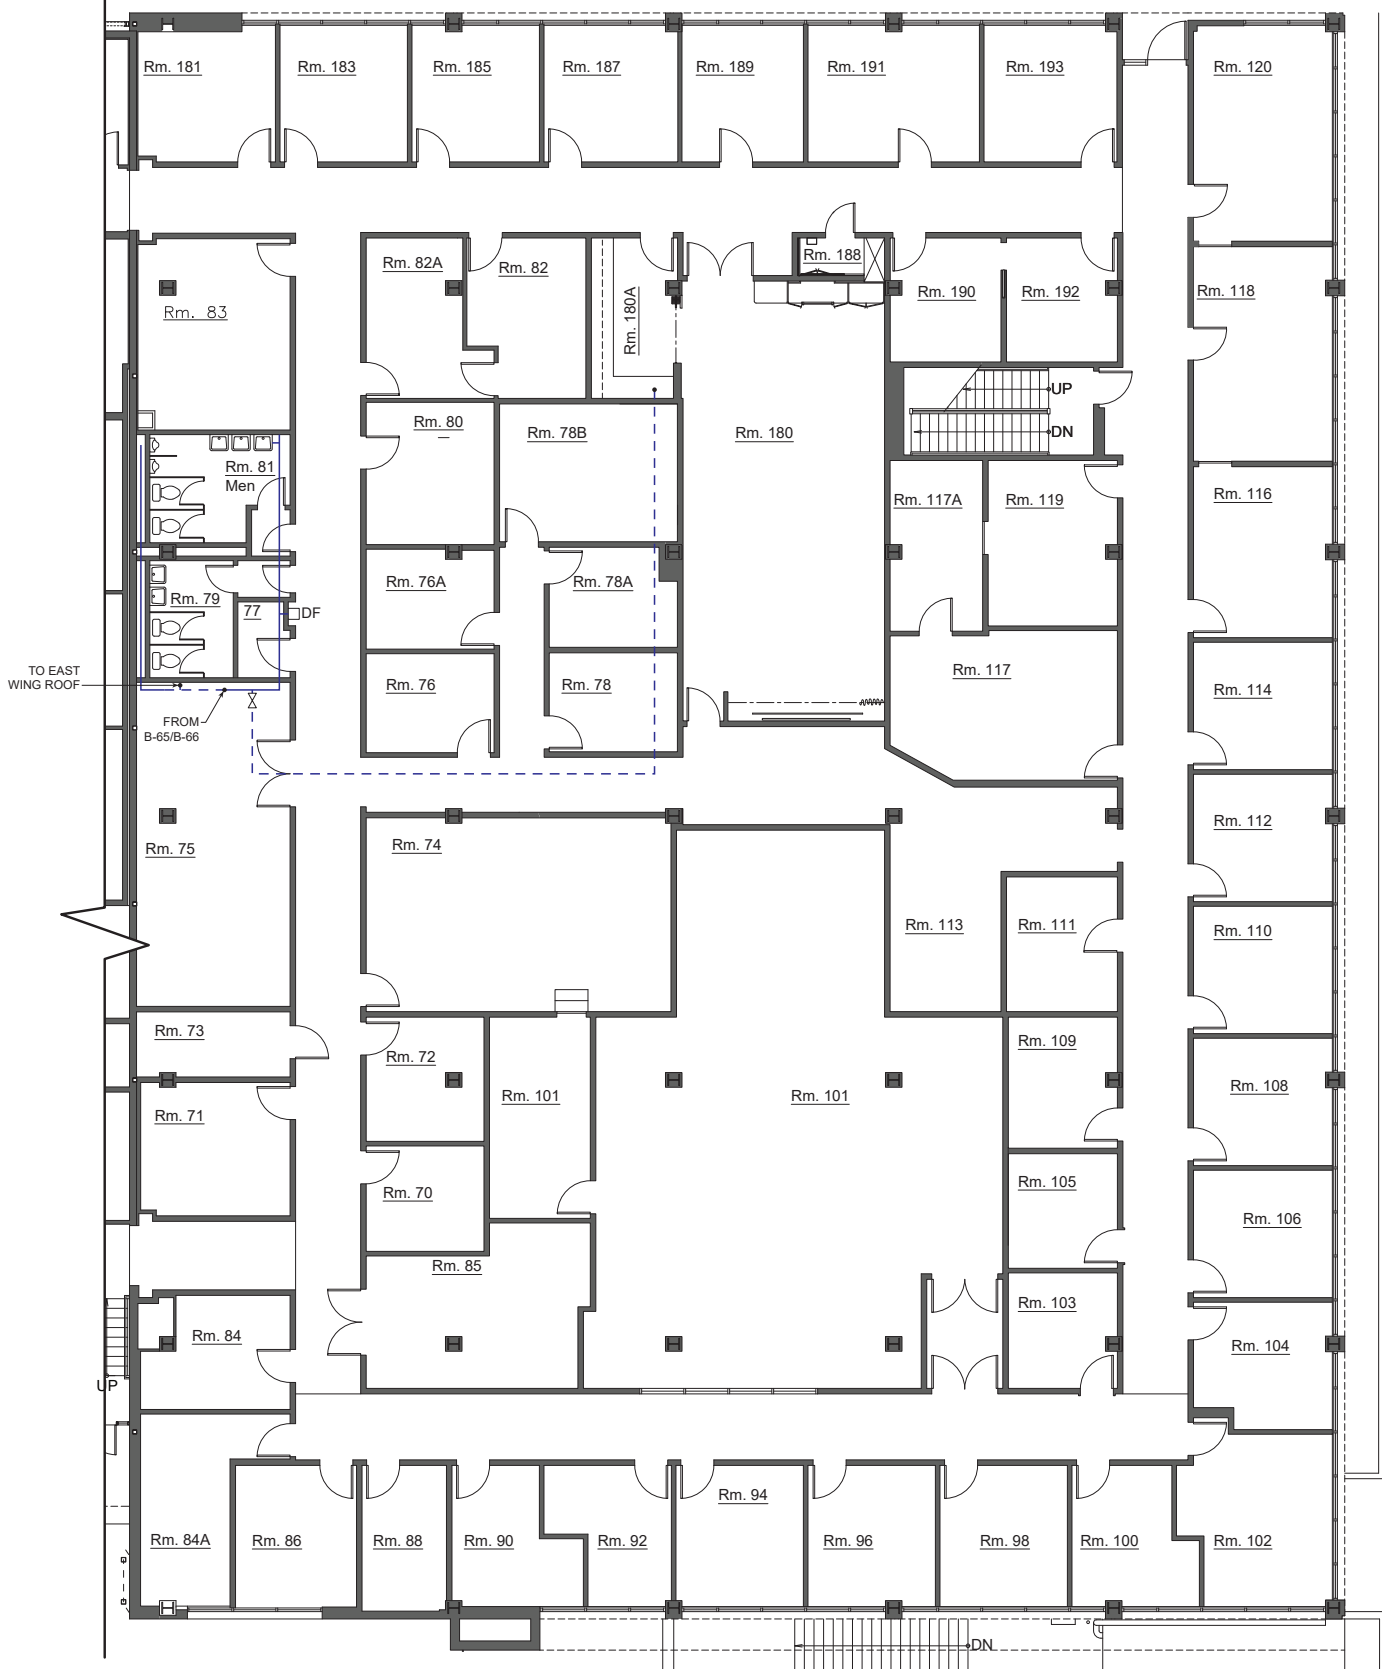 Rm. 181
Rm. 183
Rm. 185
Rm. 187
Rm. 189
Rm. 191
Rm. 193
Rm. 120
Rm. 188
Rm. 82A
Rm. 82
Rm. 180A
Rm. 190
Rm. 192
Rm. 118
Rm. 83
UP
DN
Rm. 80
Rm. 78B
Rm. 180
Rm. 81
Men
Rm. 117A
Rm. 119
Rm. 116
Rm. 76A
Rm. 78A
Rm. 79
77
DF
TO EAST
WING ROOF
Rm. 76
Rm. 78
Rm. 117
Rm. 114
FROM
B-65/B-66
Rm. 75
Rm. 74
Rm. 112
Rm. 113
Rm. 111
Rm. 110
Rm. 73
Rm. 72
Rm. 109
Rm. 71
Rm. 101
Rm. 101
Rm. 108
Rm. 70
Rm. 105
Rm. 106
Rm. 85
Rm. 103
Rm. 84
Rm. 104
UP
Rm. 94
Rm. 84A
Rm. 86
Rm. 88
Rm. 90
Rm. 92
Rm. 96
Rm. 98
Rm. 100
Rm. 102
DN